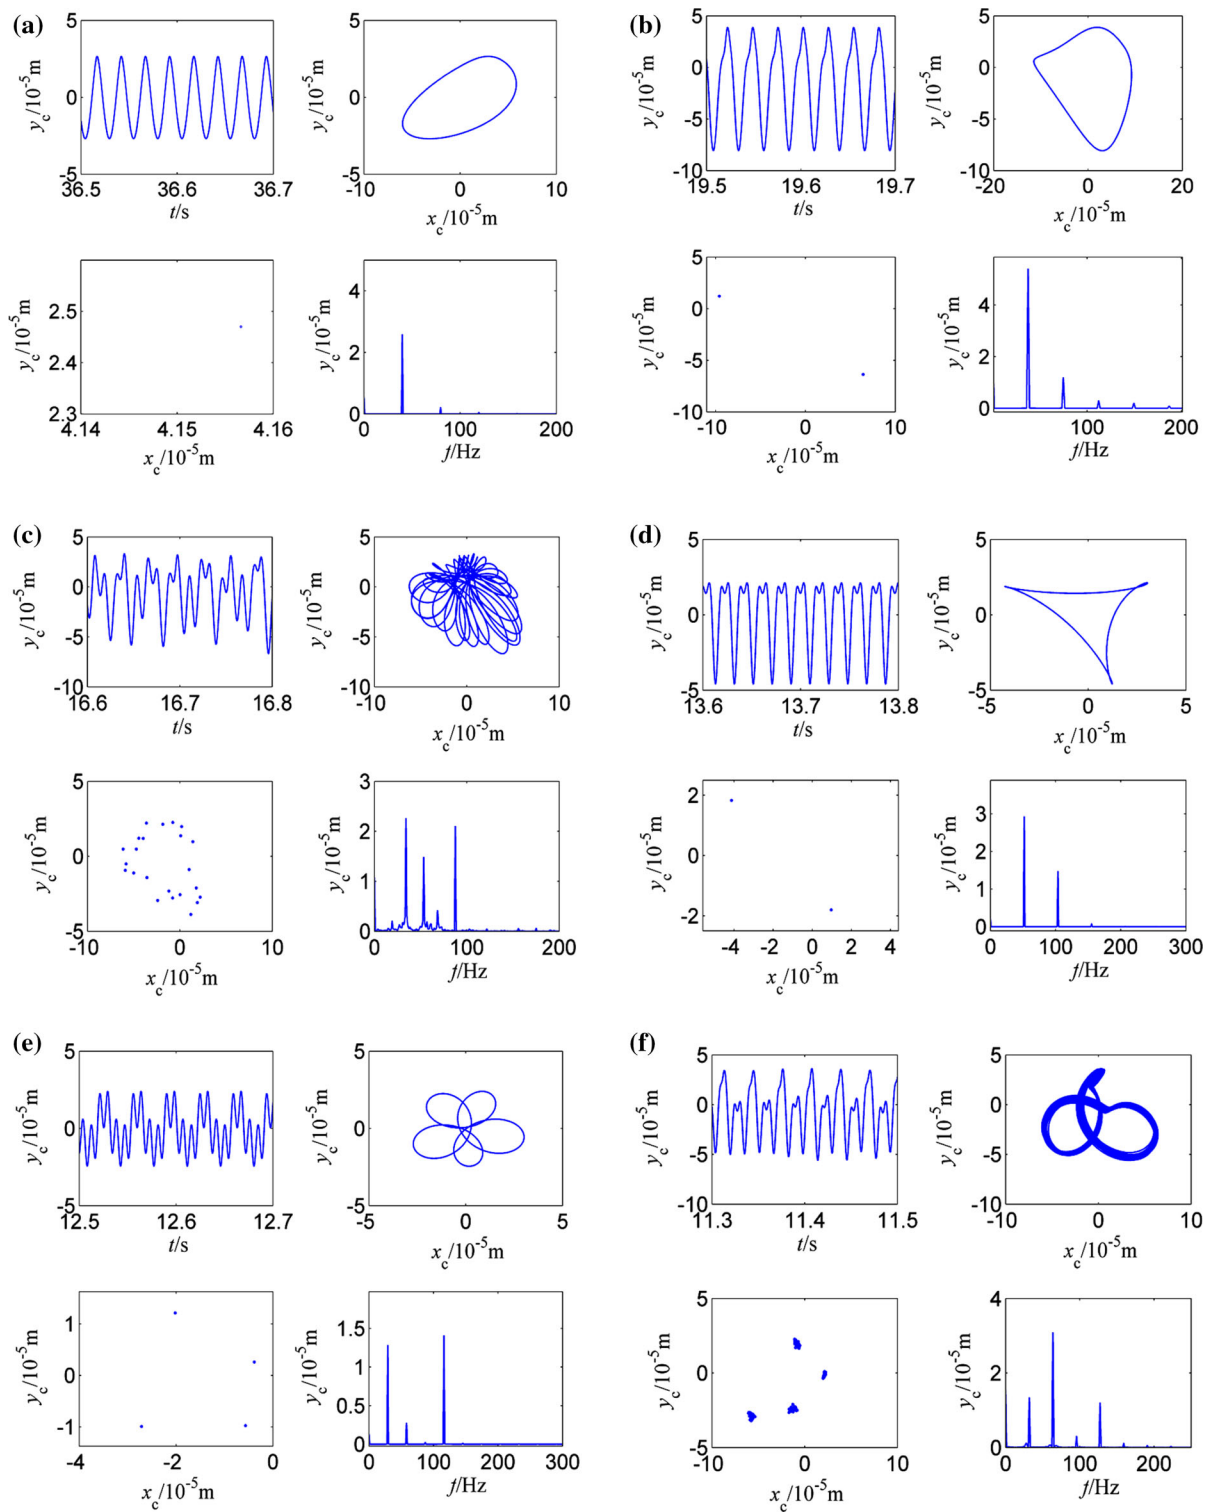 (a)
5
0
-5
y_c/10^-5m
36.5 36.6 36.7
t/s
5
0
-5
y_c/10^-5m
-10 0 10
x_c/10^-5m
2.5
2.4
2.3
y_c/10^-5m
4.14 4.15 4.16
x_c/10^-5m
4
2
0
y_c/10^-5m
0 100 200
f/Hz
(b)
5
0
-5
-10
y_c/10^-5m
19.5 19.6 19.7
t/s
5
0
-5
-10
y_c/10^-5m
-20 0 20
x_c/10^-5m
5
0
-5
-10
y_c/10^-5m
-10 0 10
x_c/10^-5m
4
2
0
y_c/10^-5m
0 100 200
f/Hz
(c)
5
0
-5
-10
y_c/10^-5m
16.6 16.7 16.8
t/s
5
0
-5
-10
y_c/10^-5m
-10 0 10
x_c/10^-5m
5
0
-5
y_c/10^-5m
-10 0 10
x_c/10^-5m
3
2
1
0
y_c/10^-5m
0 100 200
f/Hz
(d)
5
0
-5
y_c/10^-5m
13.6 13.7 13.8
t/s
5
0
-5
y_c/10^-5m
-5 0 5
x_c/10^-5m
2
0
-2
y_c/10^-5m
-4 -2 0 2 4
x_c/10^-5m
3
2
1
0
y_c/10^-5m
0 100 200 300
f/Hz
(e)
5
0
-5
y_c/10^-5m
12.5 12.6 12.7
t/s
5
0
-5
y_c/10^-5m
-5 0 5
x_c/10^-5m
1
0
-1
y_c/10^-5m
-4 -2 0
x_c/10^-5m
1.5
1
0.5
0
y_c/10^-5m
0 100 200 300
f/Hz
(f)
5
0
-5
-10
y_c/10^-5m
11.3 11.4 11.5
t/s
5
0
-5
-10
y_c/10^-5m
-10 0 10
x_c/10^-5m
5
0
-5
y_c/10^-5m
-10 0 10
x_c/10^-5m
4
2
0
y_c/10^-5m
0 100 200
f/Hz